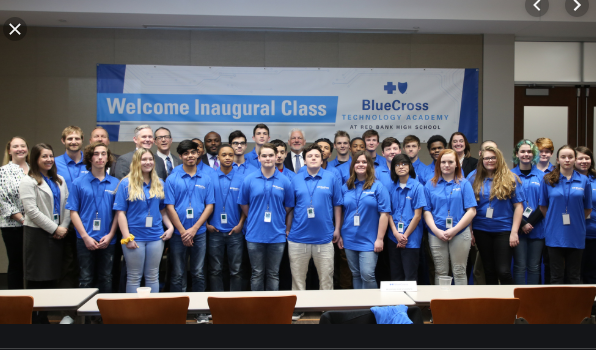 Welcome Inaugural Class
BlueCross
TECHNOLOGY ACADEMY
AT RED BANK HIGH SCHOOL